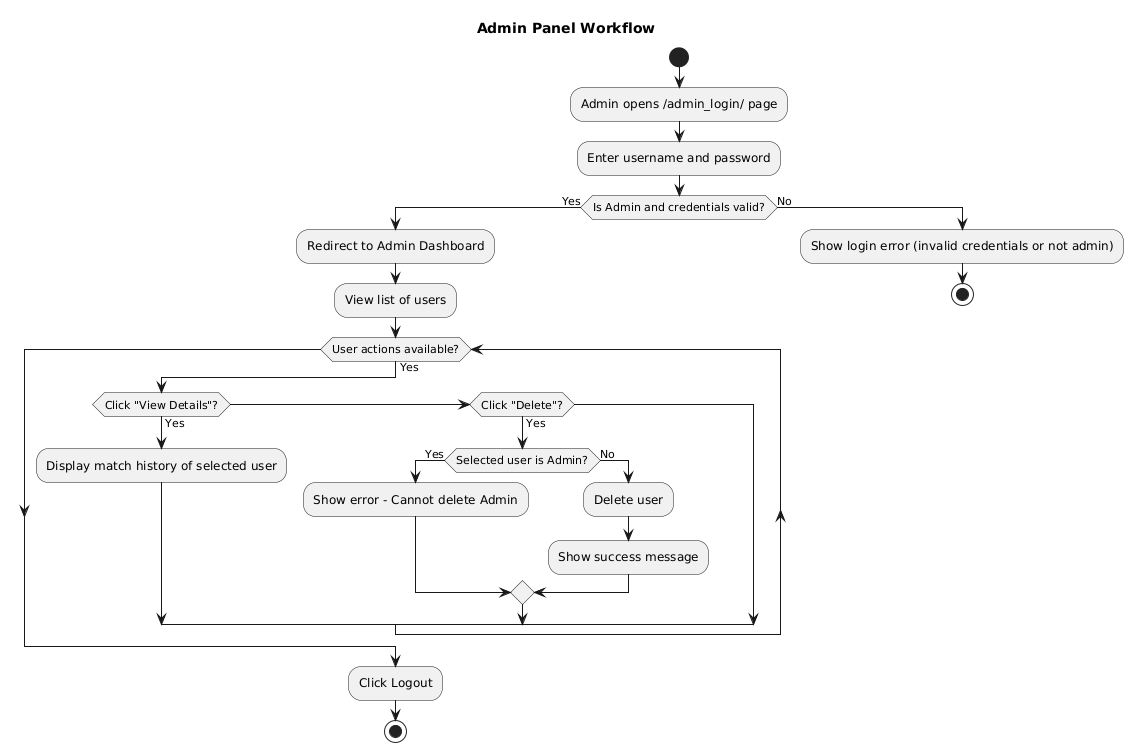 Admin Panel Workflow
Admin opens /admin_login/ page
Enter username and password
Yes
Is Admin and credentials valid?
No
Redirect to Admin Dashboard
Show login error (invalid credentials or not admin)
View list of users
User actions available?
Yes
Click "View Details"?
Click "Delete"?
Yes
Yes
Yes
Selected user is Admin?
No
Display match history of selected user
Show error - Cannot delete Admin
Delete user
Show success message
Click Logout